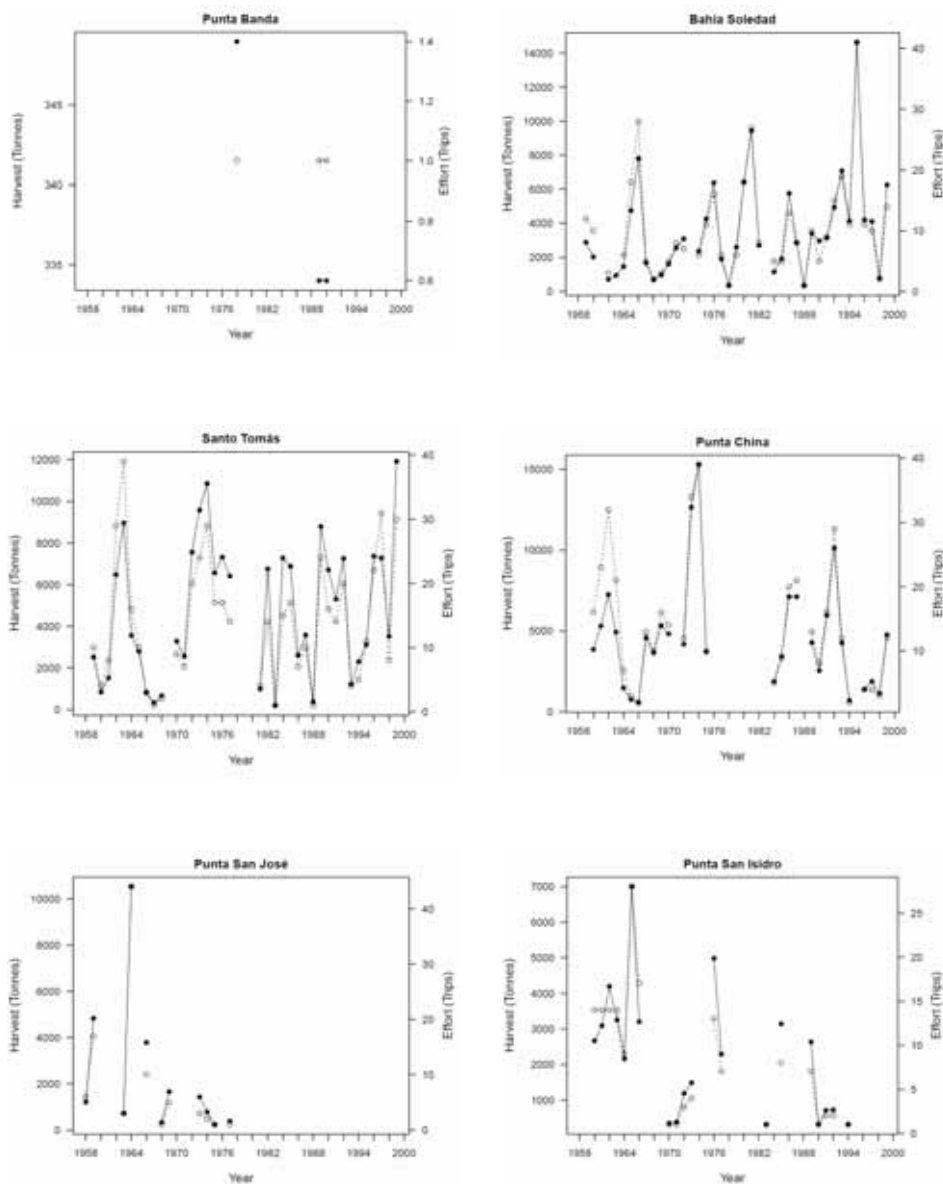 Punta Banda
345
340
335
Harvest (Tonnes)
1.4
1.2
1.0
0.8
0.6
Effort (Trips)
1958 1964 1970 1976 1982 1988 1994 2000
Year
Bahía Soledad
14000
12000
10000
8000
6000
4000
2000
0
Harvest (Tonnes)
40
30
20
10
0
Effort (Trips)
1958 1964 1970 1976 1982 1988 1994 2000
Year
Santo Tomás
12000
10000
8000
6000
4000
2000
0
Harvest (Tonnes)
40
30
20
10
0
Effort (Trips)
1958 1964 1970 1976 1982 1988 1994 2000
Year
Punta China
15000
10000
5000
0
Harvest (Tonnes)
40
30
20
10
Effort (Trips)
1958 1964 1970 1976 1982 1988 1994 2000
Year
Punta San José
10000
8000
6000
4000
2000
0
Harvest (Tonnes)
40
30
20
10
0
Effort (Trips)
1958 1964 1970 1976 1982 1988 1994 2000
Year
Punta San Isidro
7000
6000
5000
4000
3000
2000
1000
Harvest (Tonnes)
25
20
15
10
5
0
Effort (Trips)
1958 1964 1970 1976 1982 1988 1994 2000
Year